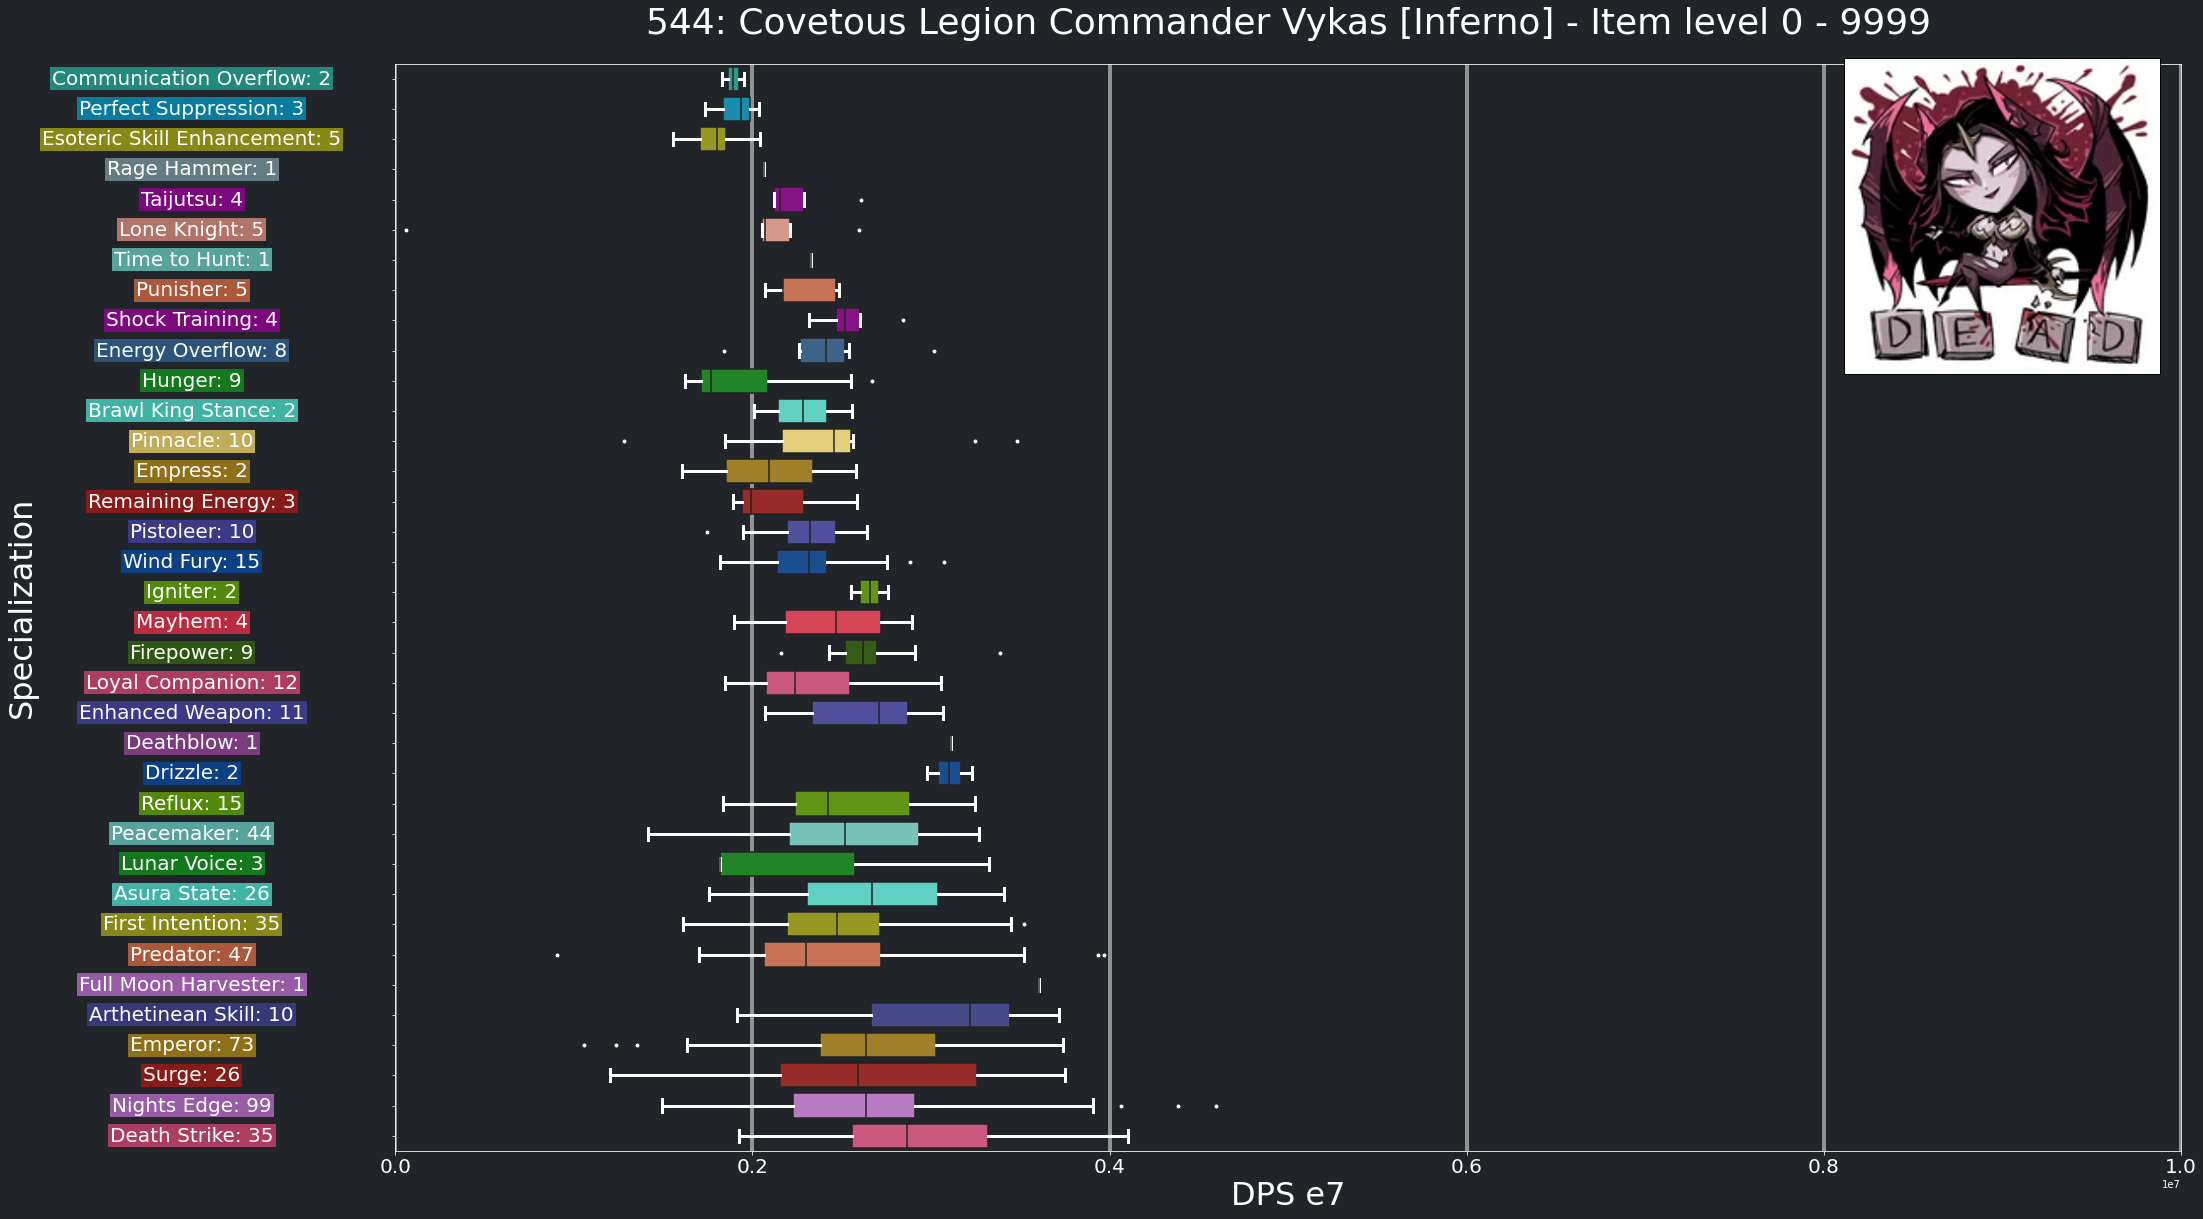 544: Covetous Legion Commander Vykas [Inferno] - Item level 0 - 9999
Communication Overflow: 2
Perfect Suppression: 3
Esoteric Skill Enhancement: 5
Rage Hammer: 1
Taijutsu: 4
Lone Knight: 5
Time to Hunt: 1
Punisher: 5
Shock Training: 4
Energy Overflow: 8
Hunger: 9
Brawl King Stance: 2
Pinnacle: 10
Empress: 2
Remaining Energy: 3
Pistoleer: 10
Wind Fury: 15
Igniter: 2
Mayhem: 4
Firepower: 9
Loyal Companion: 12
Enhanced Weapon: 11
Deathblow: 1
Drizzle: 2
Reflux: 15
Peacemaker: 44
Lunar Voice: 3
Asura State: 26
First Intention: 35
Predator: 47
Full Moon Harvester: 1
Arthetinean Skill: 10
Emperor: 73
Surge: 26
Nights Edge: 99
Death Strike: 35
Specialization
D E A D
0.0 0.2 0.4 0.6 0.8 1.0
1e7
DPS e7